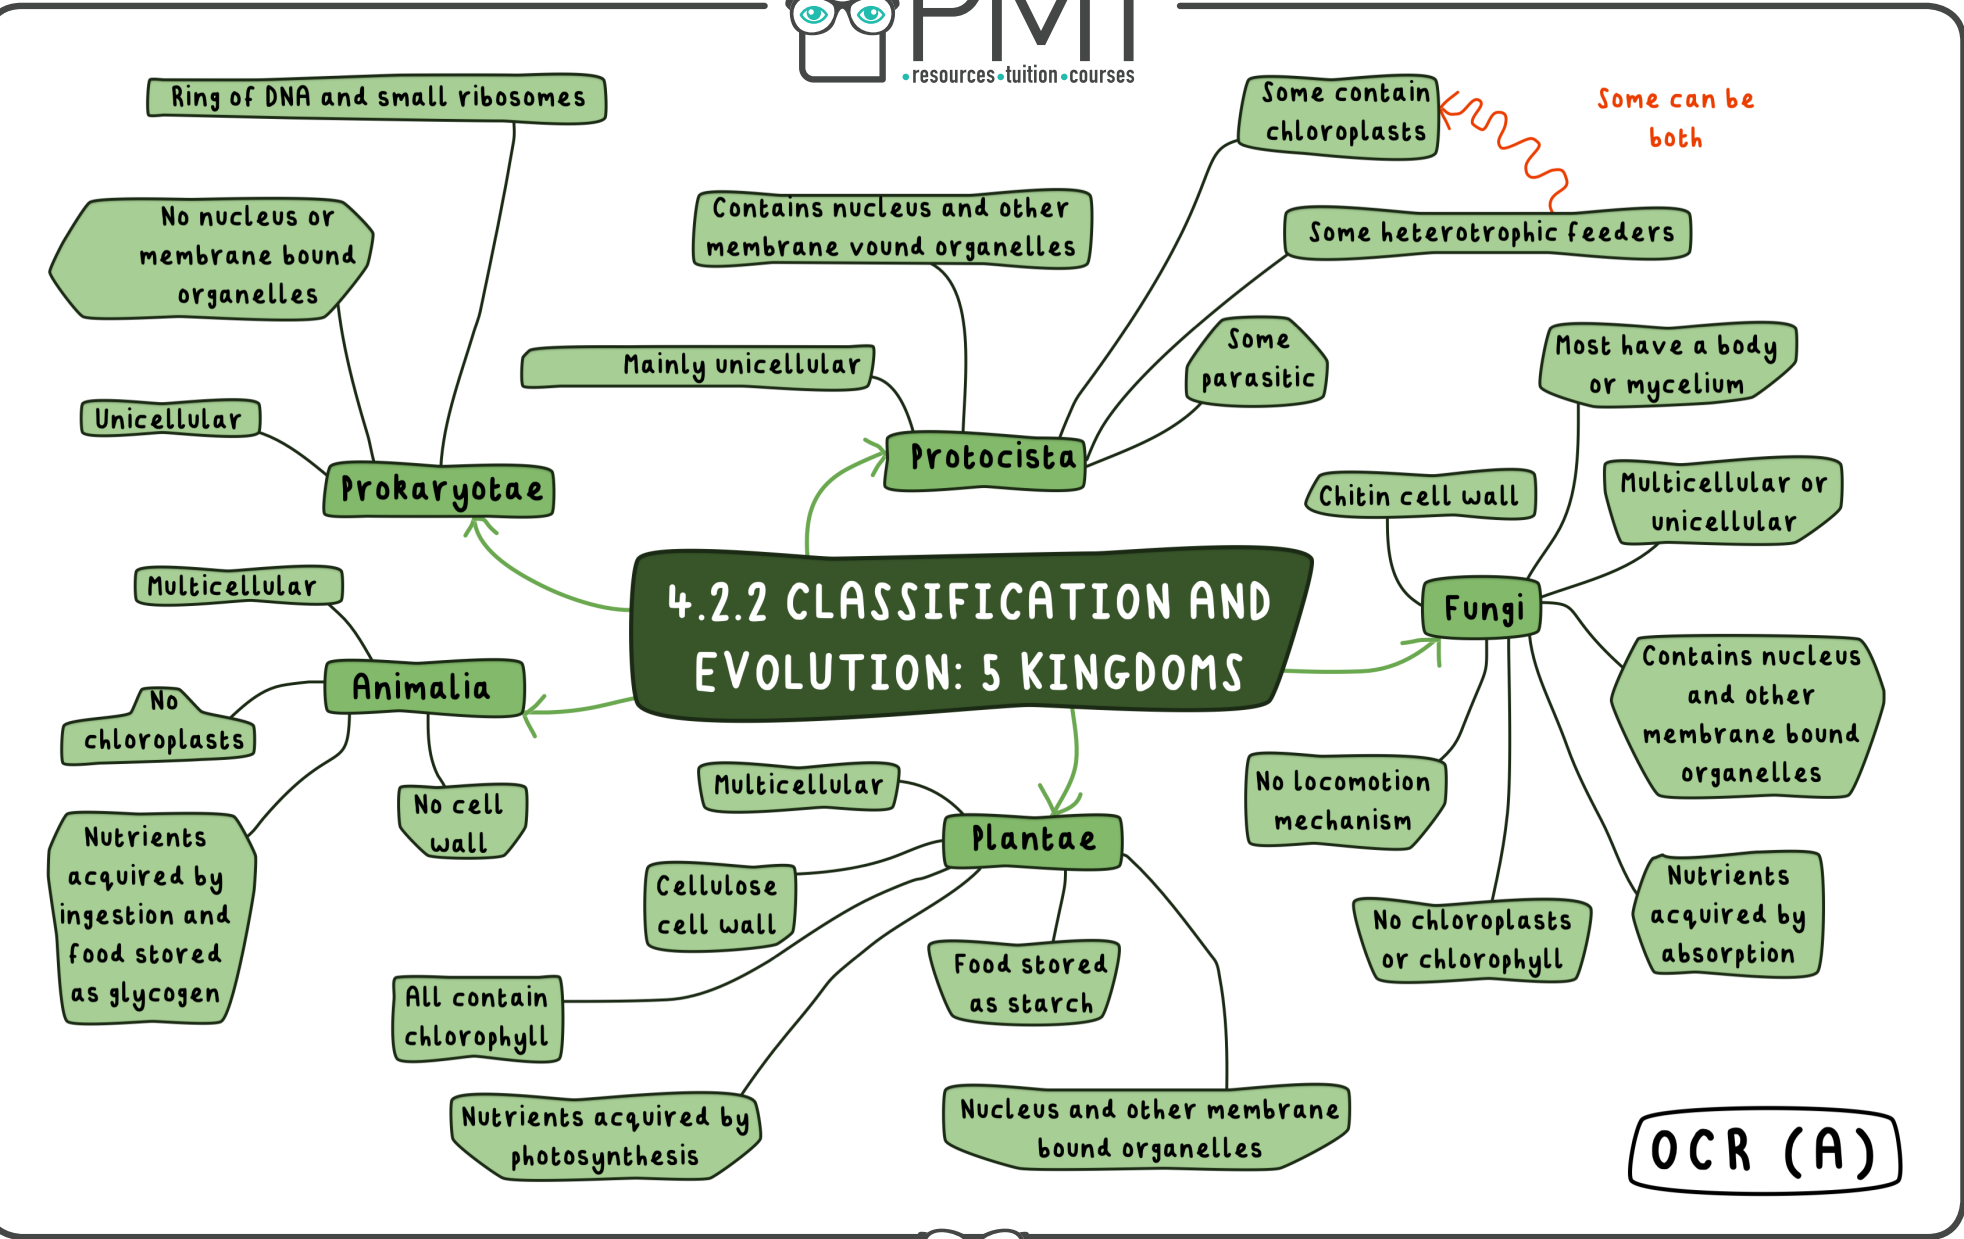 PMT
•resources•tuition•courses
Ring of DNA and small ribosomes
No nucleus or
membrane bound
organelles
Unicellular
Prokaryotae
Contains nucleus and other
membrane vound organelles
Mainly unicellular
Some contain
chloroplasts
Some can be
both
Some heterotrophic feeders
Some
parasitic
Protocista
Most have a body
or mycelium
Chitin cell wall
Multicellular or
unicellular
Fungi
Contains nucleus
and other
membrane bound
organelles
No locomotion
mechanism
No chloroplasts
or chlorophyll
Nutrients
acquired by
absorption
4.2.2 CLASSIFICATION AND
EVOLUTION: 5 KINGDOMS
Multicellular
Animalia
No
chloroplasts
No cell
wall
Nutrients
acquired by
ingestion and
food stored
as glycogen
Multicellular
Plantae
Cellulose
cell wall
All contain
chlorophyll
Food stored
as starch
Nutrients acquired by
photosynthesis
Nucleus and other membrane
bound organelles
OCR (A)